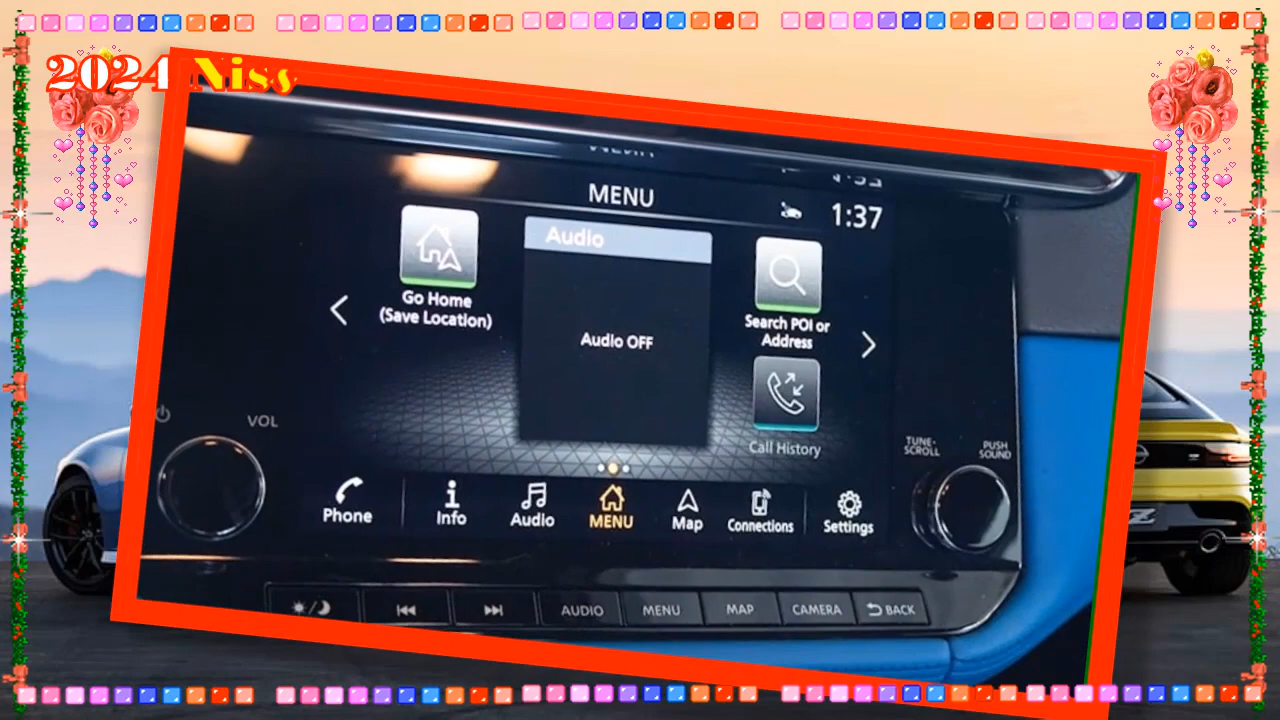 2024 Niss
MENU
1:37
Audio
Go Home
(Save Location)
Audio OFF
Search POI or
Address
Call History
VOL
TUNE·
SCROLL
PUSH
SOUND
Phone
Info
Audio
MENU
Map
Connections
Settings
AUDIO
MENU
MAP
CAMERA
BACK
Z